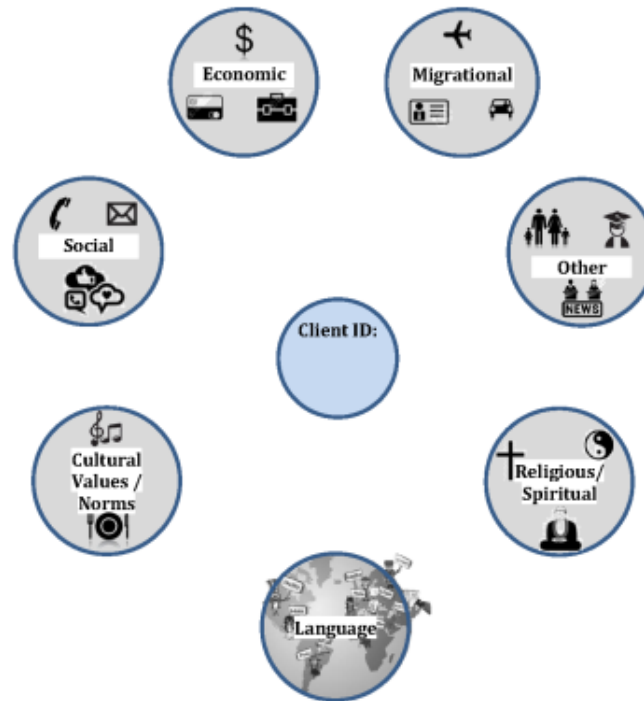 $
Economic
Migrational
Social
Other
NEWS
Client ID:
Cultural
Values /
Norms
Religious/
Spiritual
Language